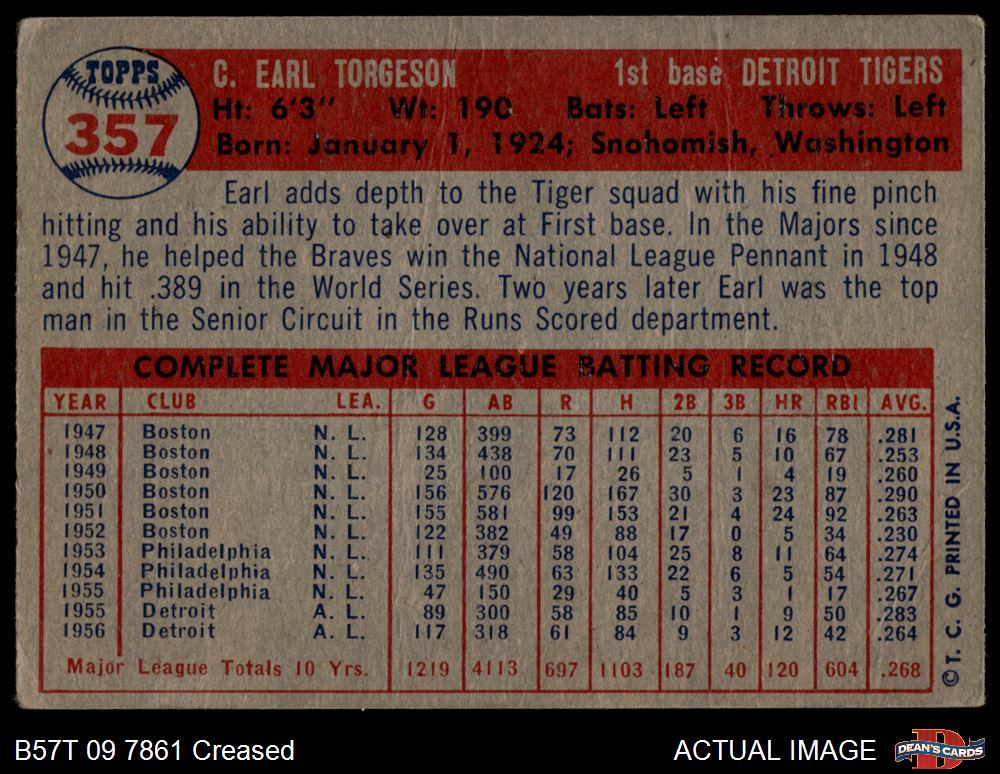 TOPPS
357
C. EARL TORGESON 1st base DETROIT TIGERS
Ht: 6'3" Wt: 190 Bats: Left Throws: Left
Born: January 1, 1924; Snohomish, Washington
Earl adds depth to the Tiger squad with his fine pinch
hitting and his ability to take over at First base. In the Majors since
1947, he helped the Braves win the National League Pennant in 1948
and hit .389 in the World Series. Two years later Earl was the top
man in the Senior Circuit in the Runs Scored department.
COMPLETE MAJOR LEAGUE BATTING RECORD
YEAR CLUB LEA. G AB R H 2B 3B HR RBI AVG.
1947 Boston N. L. 128 399 73 112 20 6 16 78 .281
1948 Boston N. L. 134 438 70 111 23 5 10 67 .253
1949 Boston N. L. 25 100 17 26 5 1 4 19 .260
1950 Boston N. L. 156 576 120 167 30 3 23 87 .290
1951 Boston N. L. 155 581 99 153 21 4 24 92 .263
1952 Boston N. L. 122 382 49 88 17 0 5 34 .230
1953 Philadelphia N. L. 111 379 58 104 25 8 11 64 .274
1954 Philadelphia N. L. 135 490 63 133 22 6 5 54 .271
1955 Philadelphia N. L. 47 150 29 40 5 3 1 17 .267
1955 Detroit A. L. 89 300 58 85 10 1 9 50 .283
1956 Detroit A. L. 117 318 61 84 9 3 12 42 .264
Major League Totals 10 Yrs. 1219 4113 697 1103 187 40 120 604 .268
©T. C. G. PRINTED IN U.S.A.
B57T 09 7861 Creased
ACTUAL IMAGE
D
DEAN'S CARDS